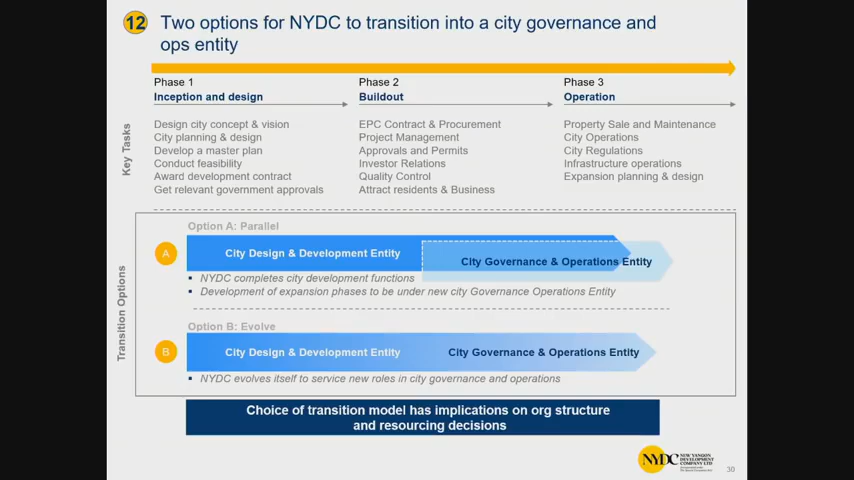 12
Two options for NYDC to transition into a city governance and
ops entity
Phase 1
Inception and design
Phase 2
Buildout
Phase 3
Operation
Key Tasks
Design city concept & vision
City planning & design
Develop a master plan
Conduct feasibility
Award development contract
Get relevant government approvals
EPC Contract & Procurement
Project Management
Approvals and Permits
Investor Relations
Quality Control
Attract residents & Business
Property Sale and Maintenance
City Operations
City Regulations
Infrastructure operations
Expansion planning & design
Transition Options
Option A: Parallel
A
City Design & Development Entity
City Governance & Operations Entity
▪ NYDC completes city development functions
▪ Development of expansion phases to be under new city Governance Operations Entity
Option B: Evolve
B
City Design & Development Entity
City Governance & Operations Entity
▪ NYDC evolves itself to service new roles in city governance and operations
Choice of transition model has implications on org structure
and resourcing decisions
NYDC
NEW YANGON
DEVELOPMENT
COMPANY LTD
30